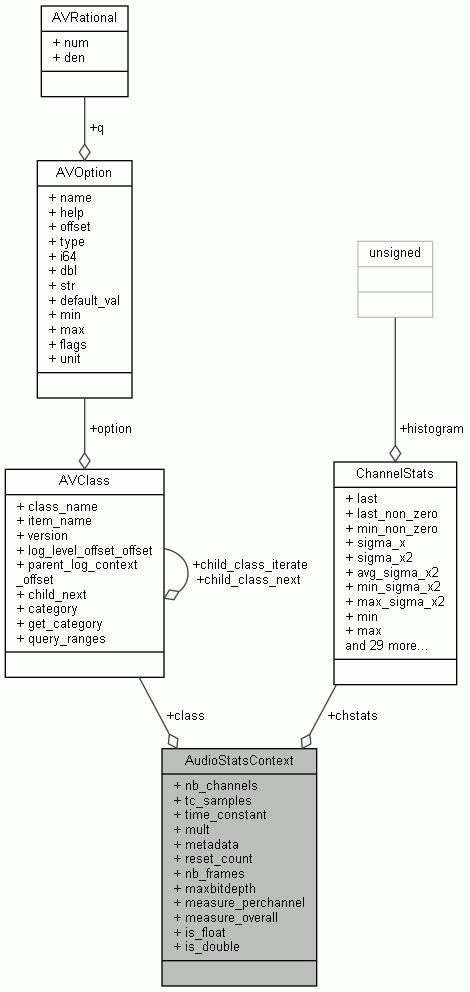 AVRational
+ num
+ den
+q
AVOption
+ name
+ help
+ offset
+ type
+ i64
+ dbl
+ str
+ default_val
+ min
+ max
+ flags
+ unit
+option
unsigned
+histogram
AVClass
+ class_name
+ item_name
+ version
+ log_level_offset_offset
+ parent_log_context
_offset
+ child_next
+ category
+ get_category
+ query_ranges
+child_class_iterate
+child_class_next
ChannelStats
+ last
+ last_non_zero
+ min_non_zero
+ sigma_x
+ sigma_x2
+ avg_sigma_x2
+ min_sigma_x2
+ max_sigma_x2
+ min
+ max
and 29 more...
+class
+chstats
AudioStatsContext
+ nb_channels
+ tc_samples
+ time_constant
+ mult
+ metadata
+ reset_count
+ nb_frames
+ maxbitdepth
+ measure_perchannel
+ measure_overall
+ is_float
+ is_double